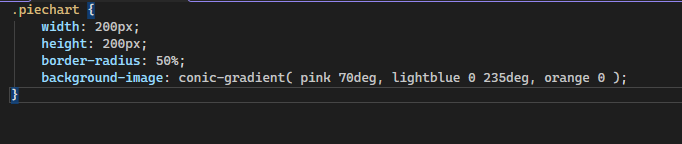 .piechart {
width: 200px;
height: 200px;
border-radius: 50%;
background-image: conic-gradient( pink 70deg, lightblue 0 235deg, orange 0 );
}